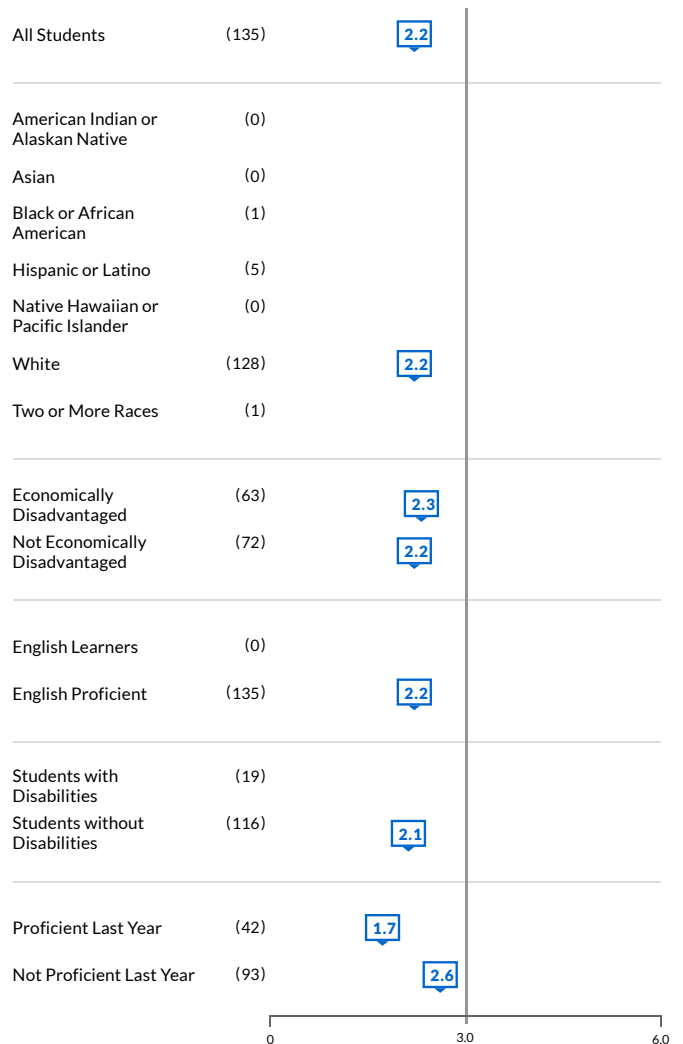 All Students (135) 2.2
American Indian or (0)
Alaskan Native
Asian (0)
Black or African (1)
American
Hispanic or Latino (5)
Native Hawaiian or (0)
Pacific Islander
White (128) 2.2
Two or More Races (1)
Economically (63) 2.3
Disadvantaged
Not Economically (72) 2.2
Disadvantaged
English Learners (0)
English Proficient (135) 2.2
Students with (19)
Disabilities
Students without (116) 2.1
Disabilities
Proficient Last Year (42) 1.7
Not Proficient Last Year (93) 2.6
0 3.0 6.0